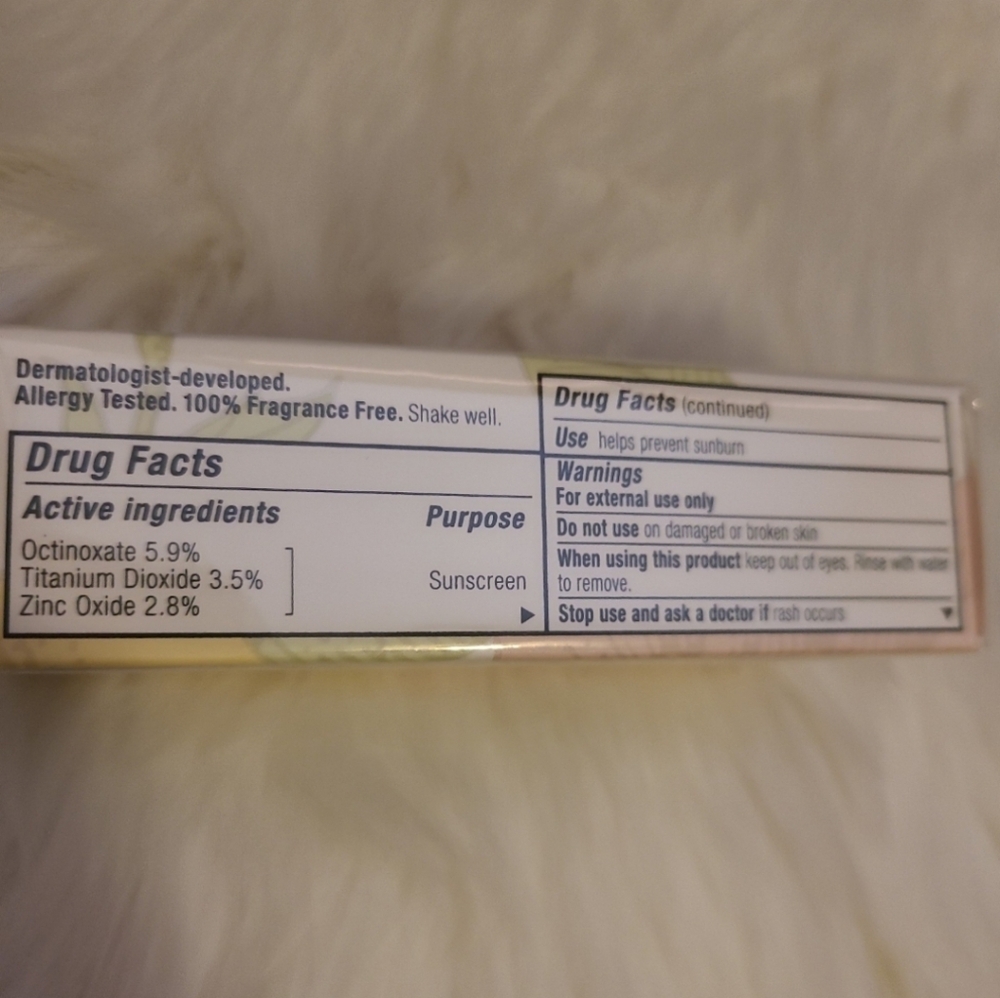 Dermatologist-developed.
Allergy Tested. 100% Fragrance Free. Shake well.
Drug Facts
Active ingredients Purpose
Octinoxate 5.9%
Titanium Dioxide 3.5% Sunscreen
Zinc Oxide 2.8%
Drug Facts (continued)
Use helps prevent sunburn
Warnings
For external use only
Do not use on damaged or broken skin
When using this product keep out of eyes. Rinse with water
to remove.
Stop use and ask a doctor if rash occurs